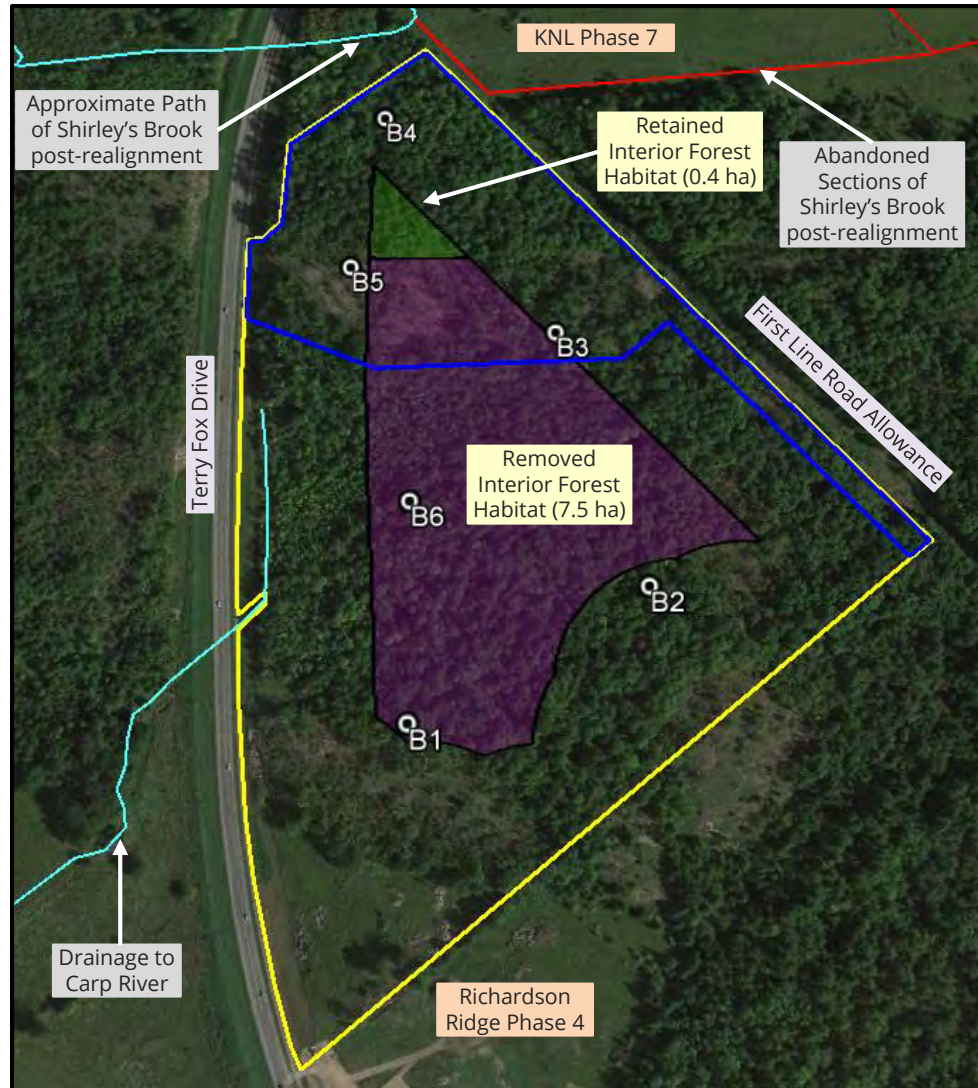 KNL Phase 7
Approximate Path
of Shirley's Brook
post-realignment
B4
Retained
Interior Forest
Habitat (0.4 ha)
Abandoned
Sections of
Shirley's Brook
post-realignment
B5
B3
First Line Road Allowance
Terry Fox Drive
Removed
Interior Forest
Habitat (7.5 ha)
B6
B2
B1
Drainage to
Carp River
Richardson
Ridge Phase 4